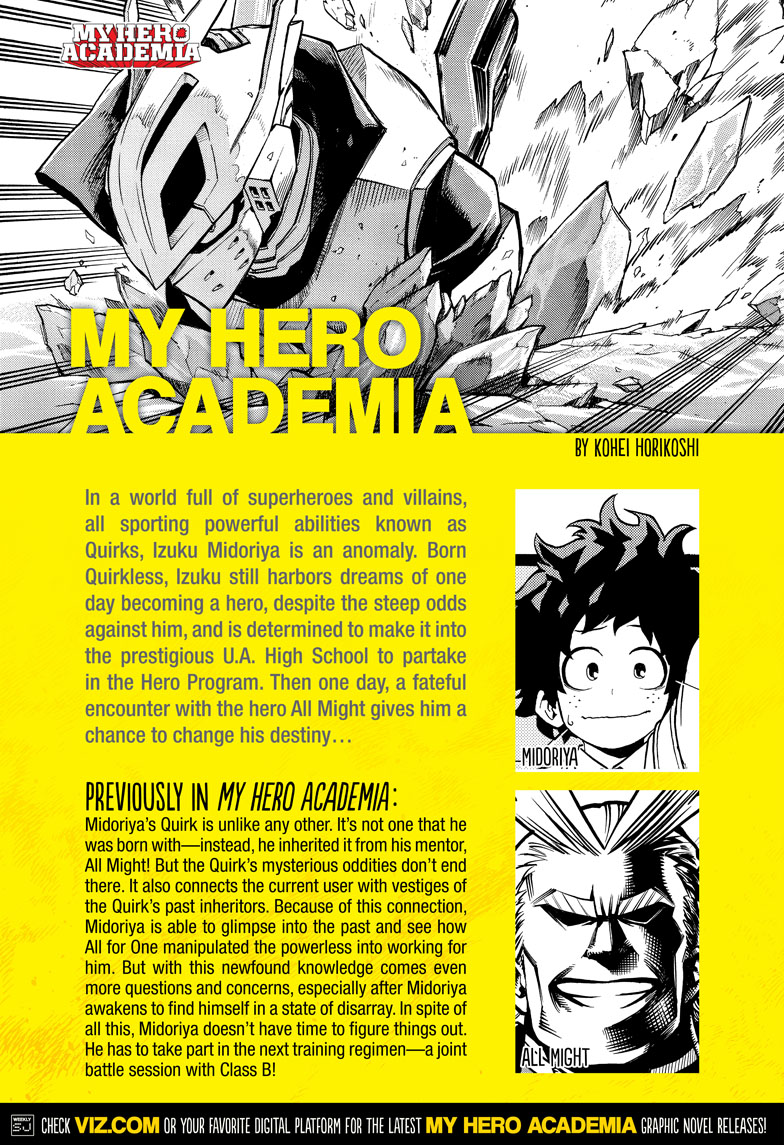 MY HERO
ACADEMIA
MY HERO
ACADEMIA
BY KOHEI HORIKOSHI
In a world full of superheroes and villains,
all sporting powerful abilities known as
Quirks, Izuku Midoriya is an anomaly. Born
Quirkless, Izuku still harbors dreams of one
day becoming a hero, despite the steep odds
against him, and is determined to make it into
the prestigious U.A. High School to partake
in the Hero Program. Then one day, a fateful
encounter with the hero All Might gives him a
chance to change his destiny…
MIDORIYA
PREVIOUSLY IN MY HERO ACADEMIA:
Midoriya’s Quirk is unlike any other. It’s not one that he
was born with—instead, he inherited it from his mentor,
All Might! But the Quirk’s mysterious oddities don’t end
there. It also connects the current user with vestiges of
the Quirk’s past inheritors. Because of this connection,
Midoriya is able to glimpse into the past and see how
All for One manipulated the powerless into working for
him. But with this newfound knowledge comes even
more questions and concerns, especially after Midoriya
awakens to find himself in a state of disarray. In spite of
all this, Midoriya doesn’t have time to figure things out.
He has to take part in the next training regimen—a joint
battle session with Class B!
ALL MIGHT
WEEKLY
SJ
CHECK VIZ.COM OR YOUR FAVORITE DIGITAL PLATFORM FOR THE LATEST MY HERO ACADEMIA GRAPHIC NOVEL RELEASES!